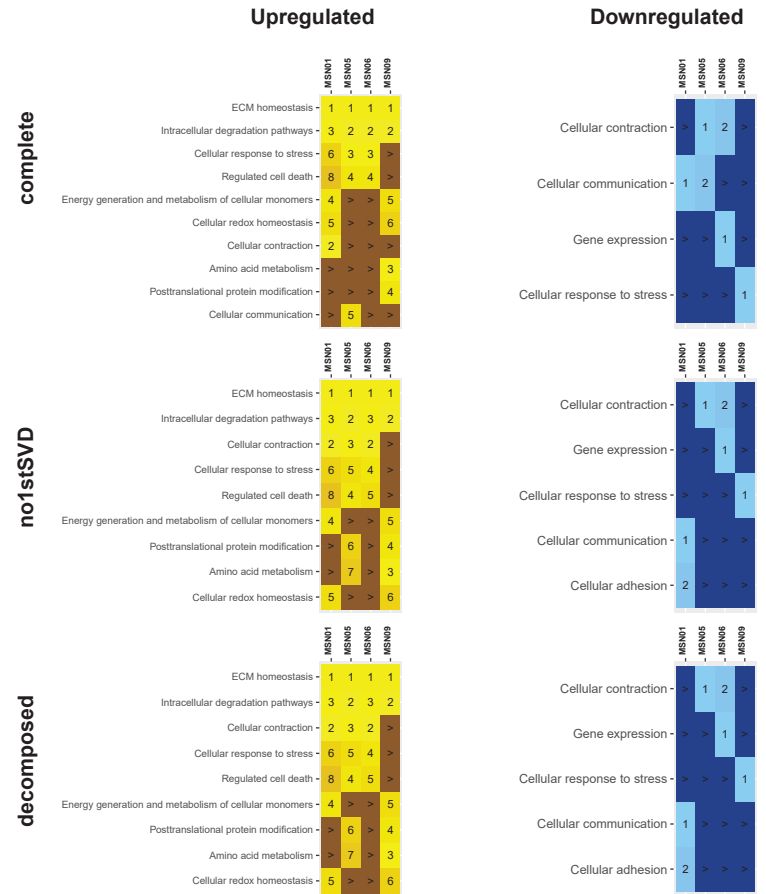 Upregulated Downregulated
complete
MSN01 MSN05 MSN06 MSN09
ECM homeostasis 1 1 1 1
Intracellular degradation pathways 3 2 2 2
Cellular response to stress 6 3 3 >
Regulated cell death 8 4 4 >
Energy generation and metabolism of cellular monomers 4 > > 5
Cellular redox homeostasis 5 > > 6
Cellular contraction 2 > > >
Amino acid metabolism > > > 3
Posttranslational protein modification > > > 4
Cellular communication > 5 > >
MSN01 MSN05 MSN06 MSN09
Cellular contraction > 1 2 >
Cellular communication 1 2 > >
Gene expression > > 1 >
Cellular response to stress > > > 1
no1stSVD
MSN01 MSN05 MSN06 MSN09
ECM homeostasis 1 1 1 1
Intracellular degradation pathways 3 2 3 2
Cellular contraction 2 3 2 >
Cellular response to stress 6 5 4 >
Regulated cell death 8 4 5 >
Energy generation and metabolism of cellular monomers 4 > > 5
Posttranslational protein modification > 6 > 4
Amino acid metabolism > 7 > 3
Cellular redox homeostasis 5 > > 6
MSN01 MSN05 MSN06 MSN09
Cellular contraction > 1 2 >
Gene expression > > 1 >
Cellular response to stress > > > 1
Cellular communication 1 > > >
Cellular adhesion 2 > > >
decomposed
MSN01 MSN05 MSN06 MSN09
ECM homeostasis 1 1 1 1
Intracellular degradation pathways 3 2 3 2
Cellular contraction 2 3 2 >
Cellular response to stress 6 5 4 >
Regulated cell death 8 4 5 >
Energy generation and metabolism of cellular monomers 4 > > 5
Posttranslational protein modification > 6 > 4
Amino acid metabolism > 7 > 3
Cellular redox homeostasis 5 > > 6
MSN01 MSN05 MSN06 MSN09
Cellular contraction > 1 2 >
Gene expression > > 1 >
Cellular response to stress > > > 1
Cellular communication 1 > > >
Cellular adhesion 2 > > >